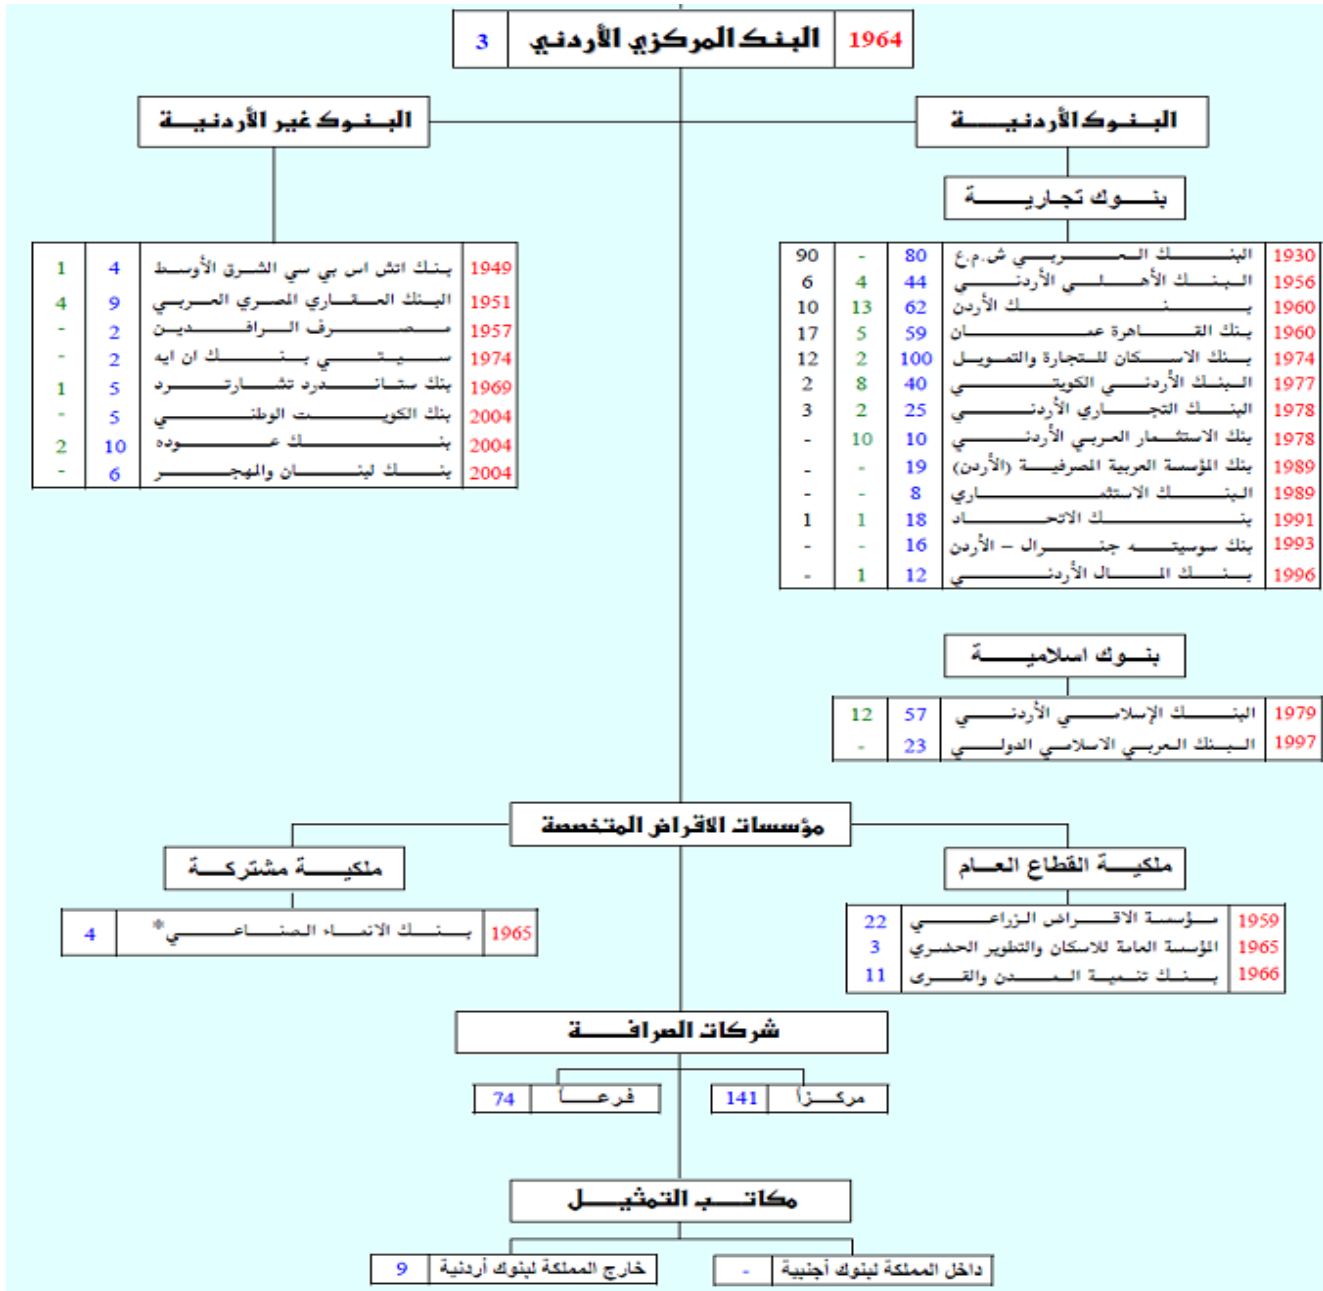 1964 البنك المركزي الأردني 3
البنوك الأردنية
البنوك غير الأردنية
بنوك تجارية
1930 البنك العربي ش.م.ع 80 - 90
1956 البنك الأهلي الأردني 44 4 6
1960 بنك الأردن 62 13 10
1960 بنك القاهرة عمان 59 5 17
1974 بنك الاسكان للتجارة والتمويل 100 2 12
1977 البنك الأردني الكويتي 40 8 2
1978 البنك التجاري الأردني 25 2 3
1978 بنك الاستثمار العربي الأردني 10 10 -
1989 بنك المؤسسة العربية المصرفية (الأردن) 19 - -
1989 البنك الاستثماري 8 - -
1991 بنك الاتحاد 18 1 1
1993 بنك سوسيته جنرال – الأردن 16 - -
1996 بنك المال الأردني 12 1 -
1949 بنك اتش اس بي سي الشرق الأوسط 4 1
1951 البنك العقاري المصري العربي 9 4
1957 مصرف الرافدين 2 -
1974 سيتي بنك ان ايه 2 -
1969 بنك ستاندرد تشارترد 5 1
2004 بنك الكويت الوطني 5 -
2004 بنك عوده 10 2
2004 بنك لبنان والمهجر 6 -
بنوك اسلامية
1979 البنك الإسلامي الأردني 57 12
1997 البنك العربي الاسلامي الدولي 23 -
مؤسسات الاقراض المتخصصة
ملكية القطاع العام
ملكية مشتركة
1959 مؤسسة الاقراض الزراعي 22
1965 المؤسسة العامة للاسكان والتطوير الحضري 3
1966 بنك تنمية المدن والقرى 11
1965 بنك الانماء الصناعي* 4
شركات الصرافة
مركزاً 141
فرعاً 74
مكاتب التمثيل
داخل المملكة لبنوك أجنبية -
خارج المملكة لبنوك أردنية 9